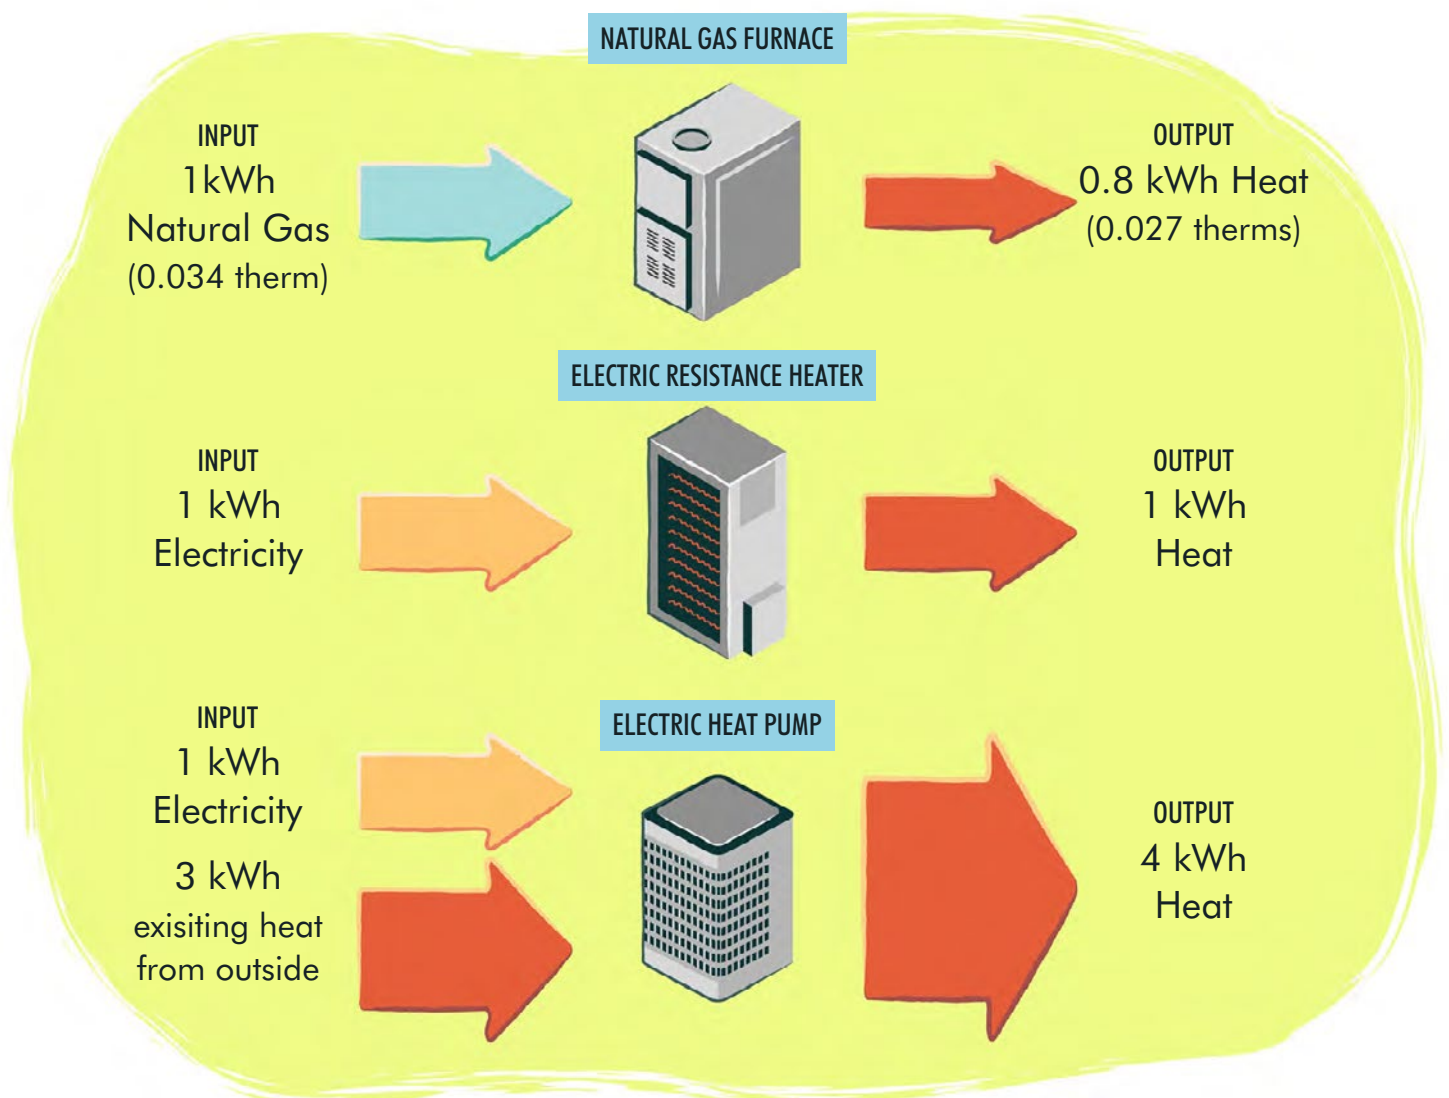 NATURAL GAS FURNACE
INPUT
1kWh
Natural Gas
(0.034 therm)
OUTPUT
0.8 kWh Heat
(0.027 therms)
ELECTRIC RESISTANCE HEATER
INPUT
1 kWh
Electricity
OUTPUT
1 kWh
Heat
ELECTRIC HEAT PUMP
INPUT
1 kWh
Electricity
3 kWh
exisiting heat
from outside
OUTPUT
4 kWh
Heat